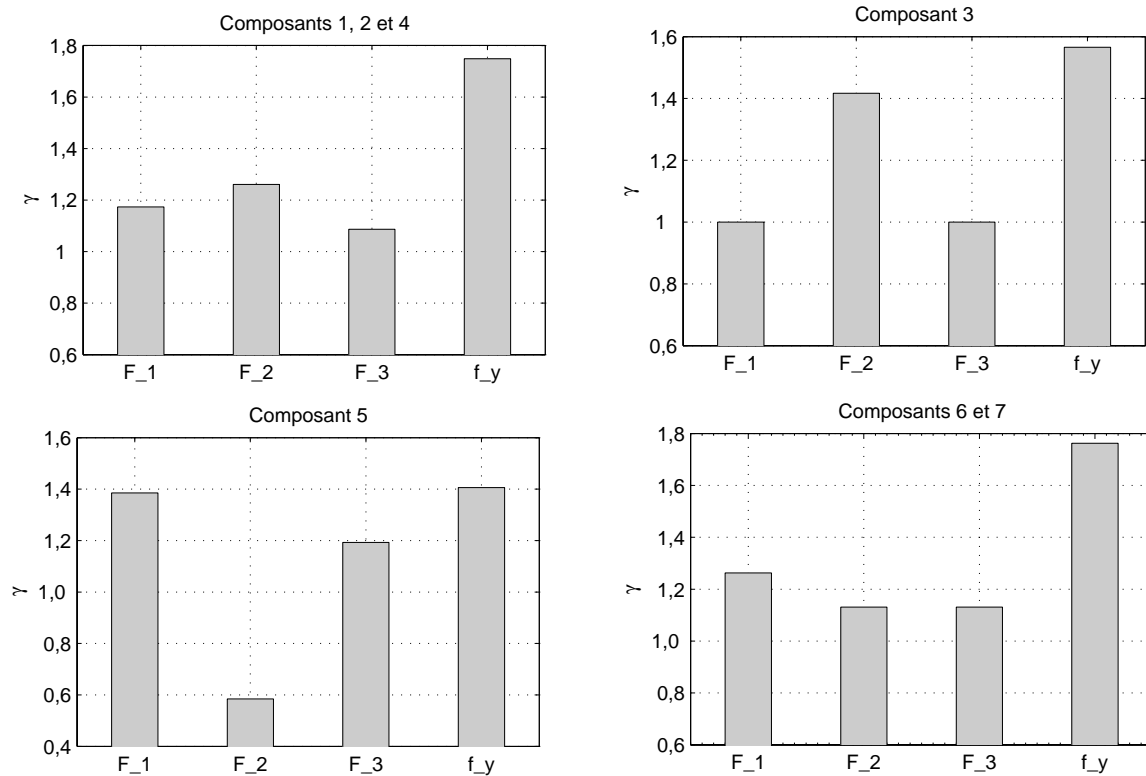 Composants 1, 2 et 4
1,8
1,6
1,4
1,2
1
0,8
0,6
γ
F_1 F_2 F_3 f_y
Composant 3
1,6
1,4
1,2
1
0,8
0,6
γ
F_1 F_2 F_3 f_y
Composant 5
1,6
1,4
1,2
1,0
0,8
0,6
0,4
γ
F_1 F_2 F_3 f_y
Composants 6 et 7
1,8
1,6
1,4
1,2
1,0
0,8
0,6
γ
F_1 F_2 F_3 f_y